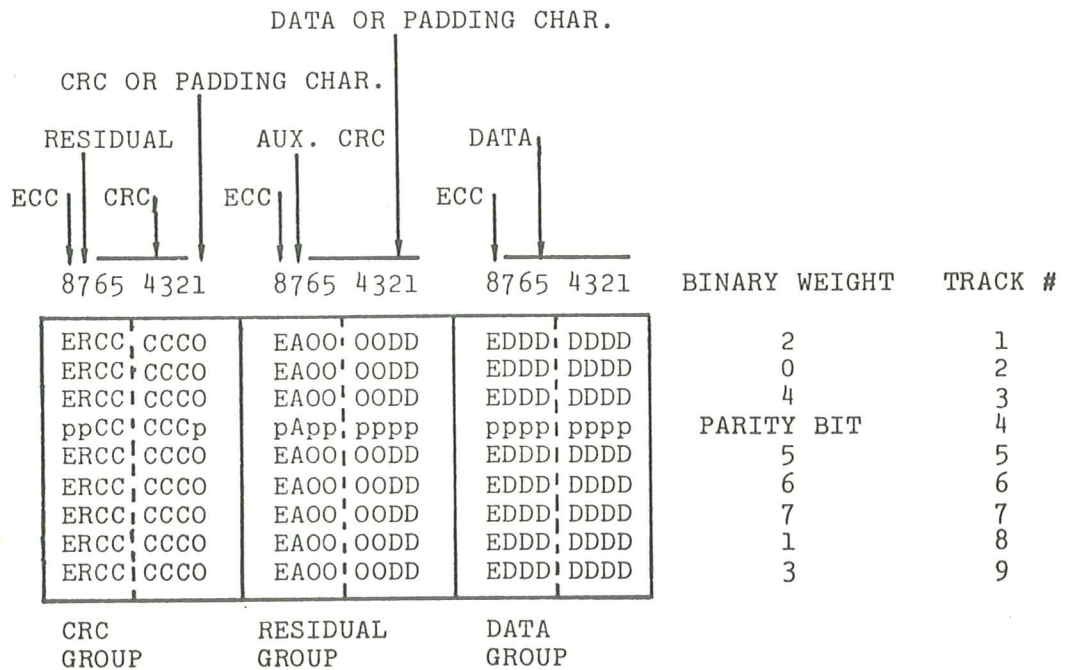 DATA OR PADDING CHAR.
CRC OR PADDING CHAR.
RESIDUAL AUX. CRC DATA
ECC CRC ECC ECC
8765 4321 8765 4321 8765 4321 BINARY WEIGHT TRACK #
ERCC CCCO EAOO OODD EDDD DDDD 2 1
ERCC CCCO EAOO OODD EDDD DDDD 0 2
ERCC CCCO EAOO OODD EDDD DDDD 4 3
ppCC CCCp pApp pppp pppp pppp PARITY BIT 4
ERCC CCCO EAOO OODD EDDD DDDD 5 5
ERCC CCCO EAOO OODD EDDD DDDD 6 6
ERCC CCCO EAOO OODD EDDD DDDD 7 7
ERCC CCCO EAOO OODD EDDD DDDD 1 8
ERCC CCCO EAOO OODD EDDD DDDD 3 9
CRC RESIDUAL DATA
GROUP GROUP GROUP